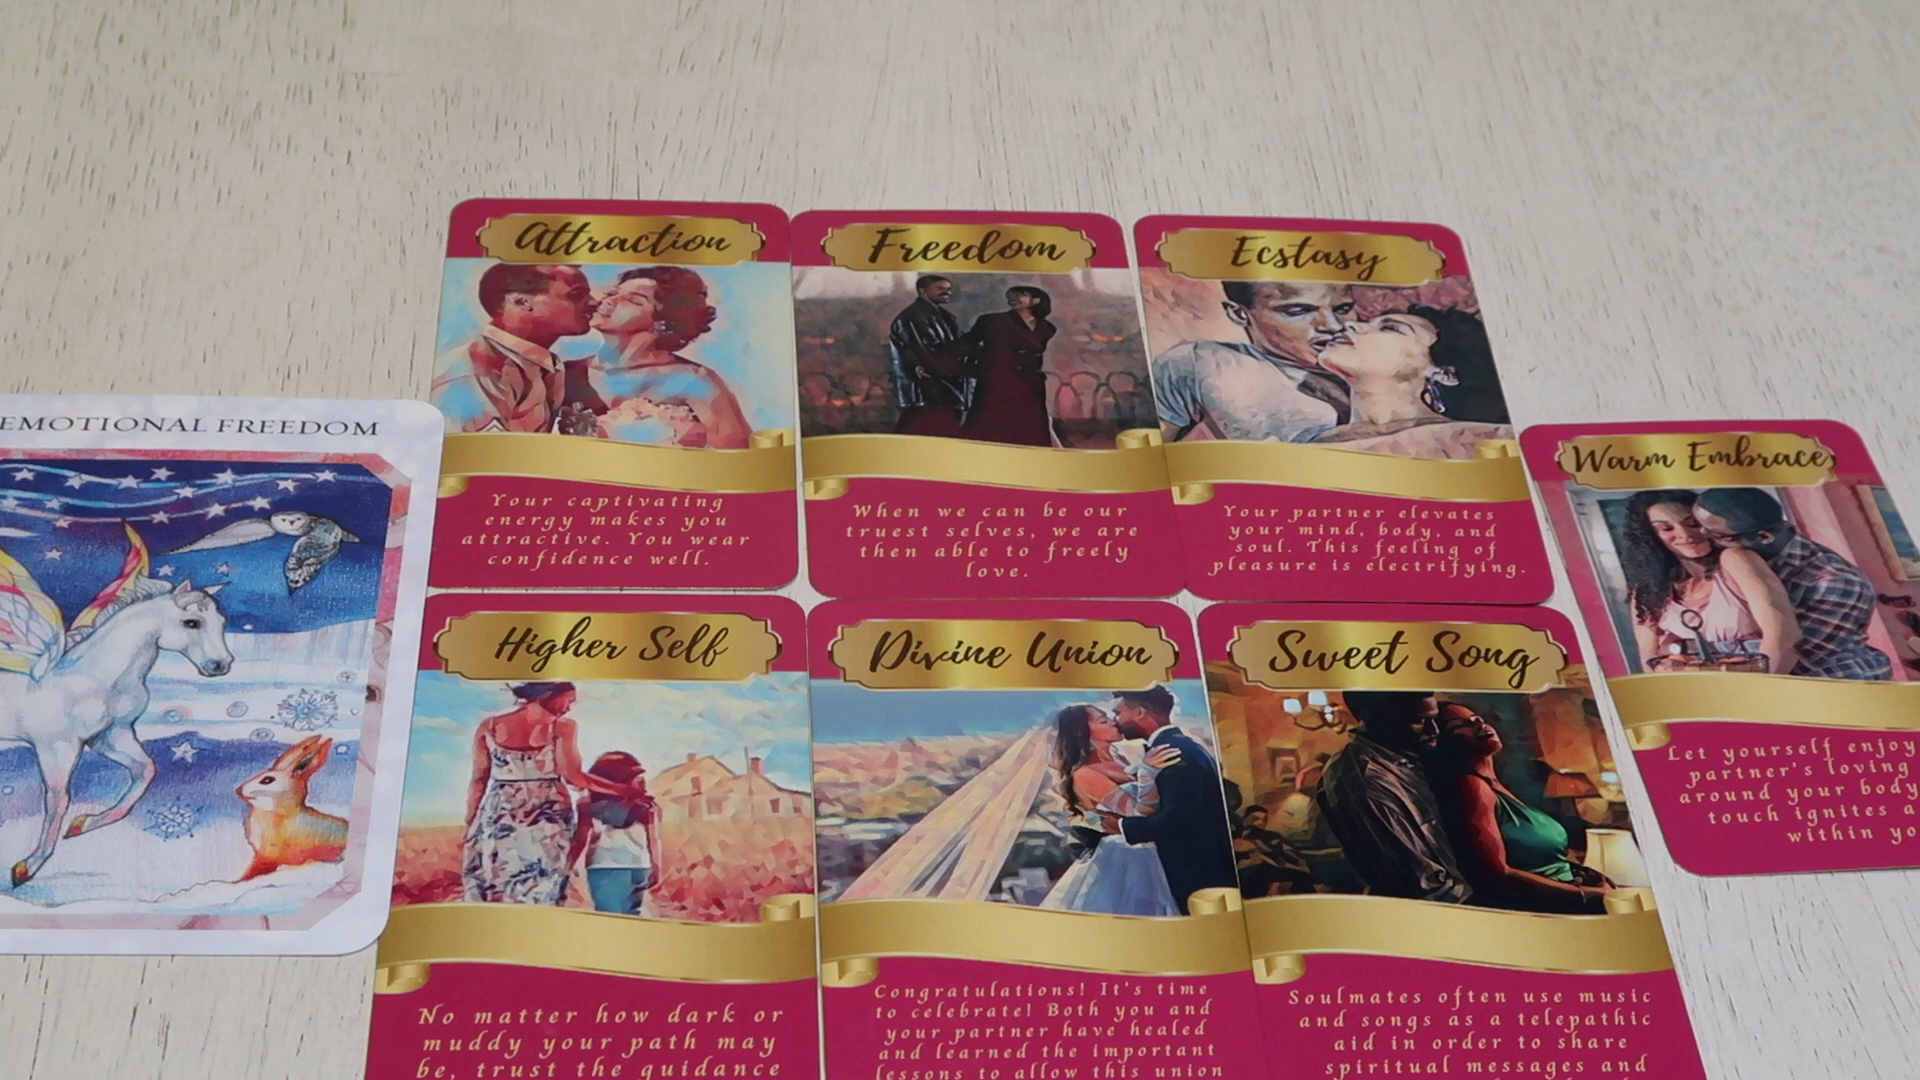 EMOTIONAL FREEDOM
Attraction
Your captivating
energy makes you
attractive. You wear
confidence well.
Freedom
When we can be our
truest selves, we are
then able to freely
love.
Ecstasy
Your partner elevates
your mind, body, and
soul. This feeling of
pleasure is electrifying.
Warm Embrace
Let yourself enjoy
partner's loving
around your body
touch ignites a
within yo
Higher Self
No matter how dark or
muddy your path may
be, trust the guidance
Divine Union
Congratulations! It's time
to celebrate! Both you and
your partner have healed
and learned the important
lessons to allow this union
Sweet Song
Soulmates often use music
and songs as a telepathic
aid in order to share
spiritual messages and